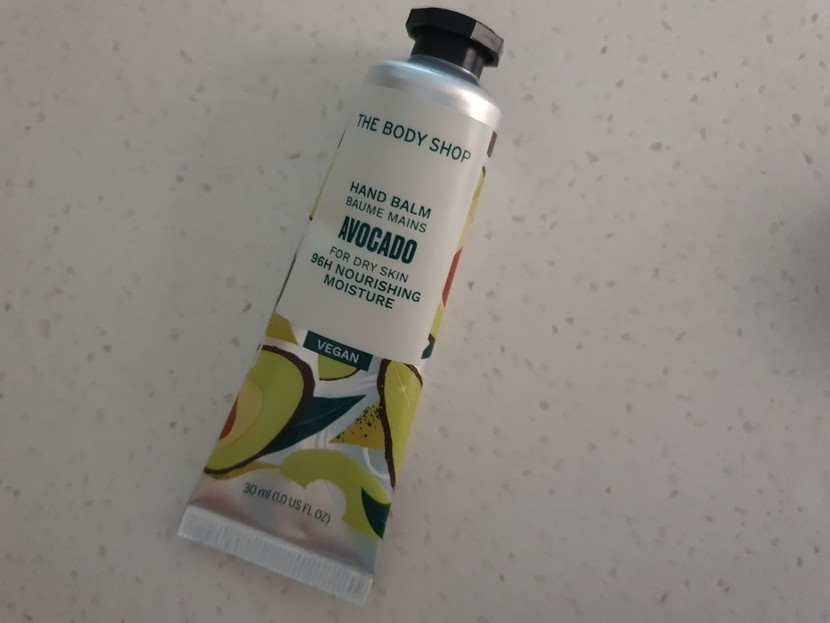 THE BODY SHOP
HAND BALM
BAUME MAINS
AVOCADO
FOR DRY SKIN
96H NOURISHING
MOISTURE
VEGAN
30 ml (1.0 US FL OZ)